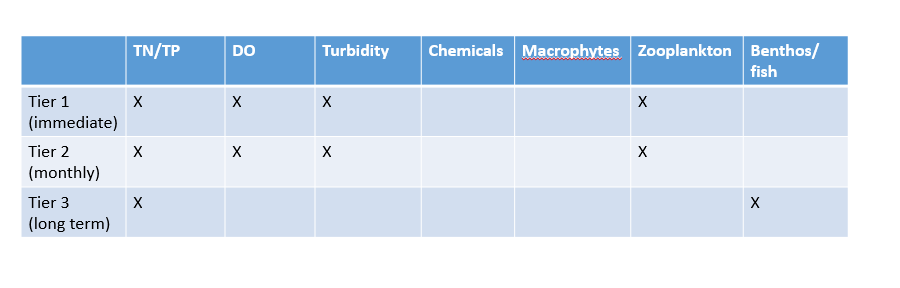 TN/TP DO Turbidity Chemicals Macrophytes Zooplankton Benthos/
fish
Tier 1 X X X X
(immediate)
Tier 2 X X X X
(monthly)
Tier 3 X X
(long term)